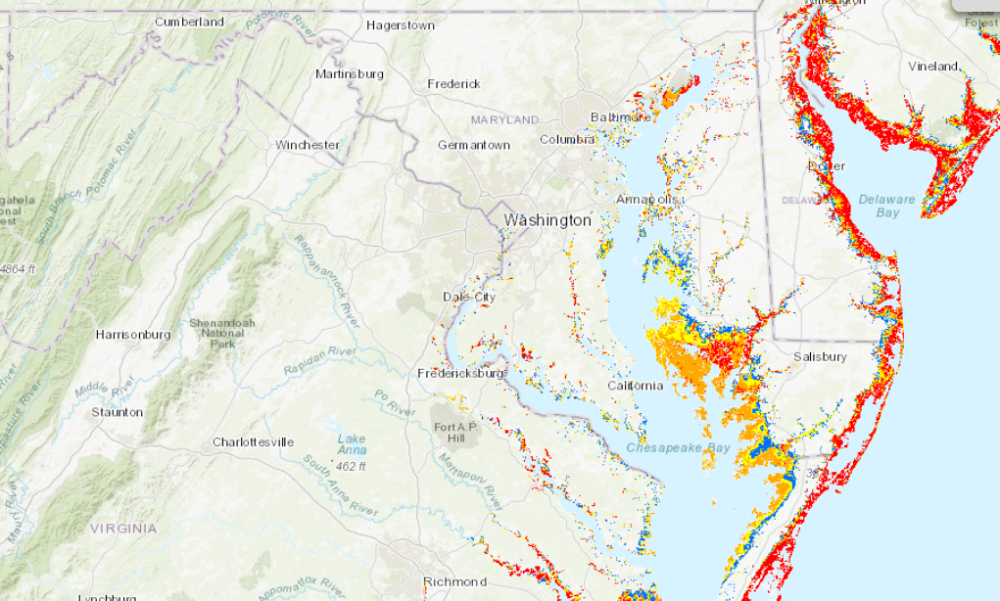 Cumberland
Potomac River
Hagerstown
State
Forest
Vineland
Martinsburg
Frederick
MARYLAND
Baltimore
Columbia
Winchester
Germantown
South Branch Potomac River
Dover
Annapolis
DELAWARE
Delaware
Bay
Washington
4864 ft
Rappahannock River
Dale City
Shenandoah
National
Park
Harrisonburg
Salisbury
Rapidan River
Fredericksburg
California
Middle River
Po River
Staunton
Fort A.P.
Hill
Charlottesville
Lake
Anna
462 ft
Chesapeake Bay
South Anna River
Mattaponi River
VIRGINIA
Richmond
Appomattox River
Lynchburg